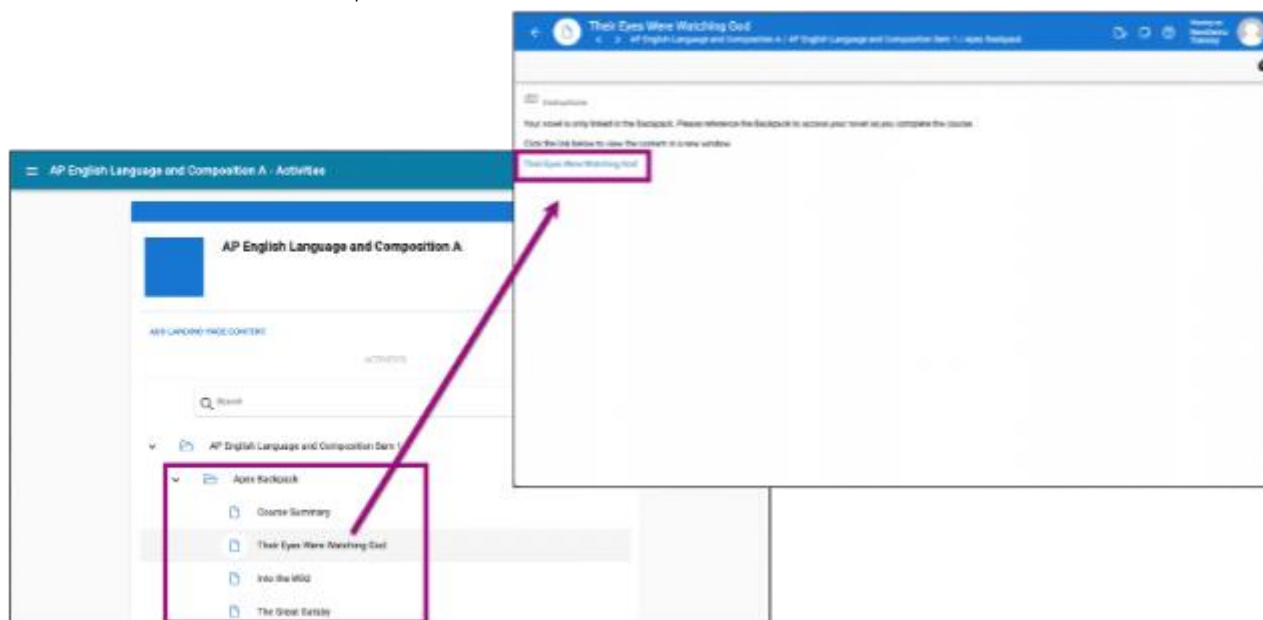 Their Eyes Were Watching God
AP English Language and Composition A / AP English Language and Composition Sem 1 / Apex Backpack
Instructions
Your novel is only linked in the Backpack. Please reference the Backpack to access your novel as you complete the course.
Click the link below to view the content in a new window
Their Eyes Were Watching God
AP English Language and Composition A - Activities
AP English Language and Composition A
ADD LANDING PAGE CONTENT
ACTIVITIES
Search
AP English Language and Composition Sem 1
Apex Backpack
Course Summary
Their Eyes Were Watching God
Into the Wild
The Great Gatsby